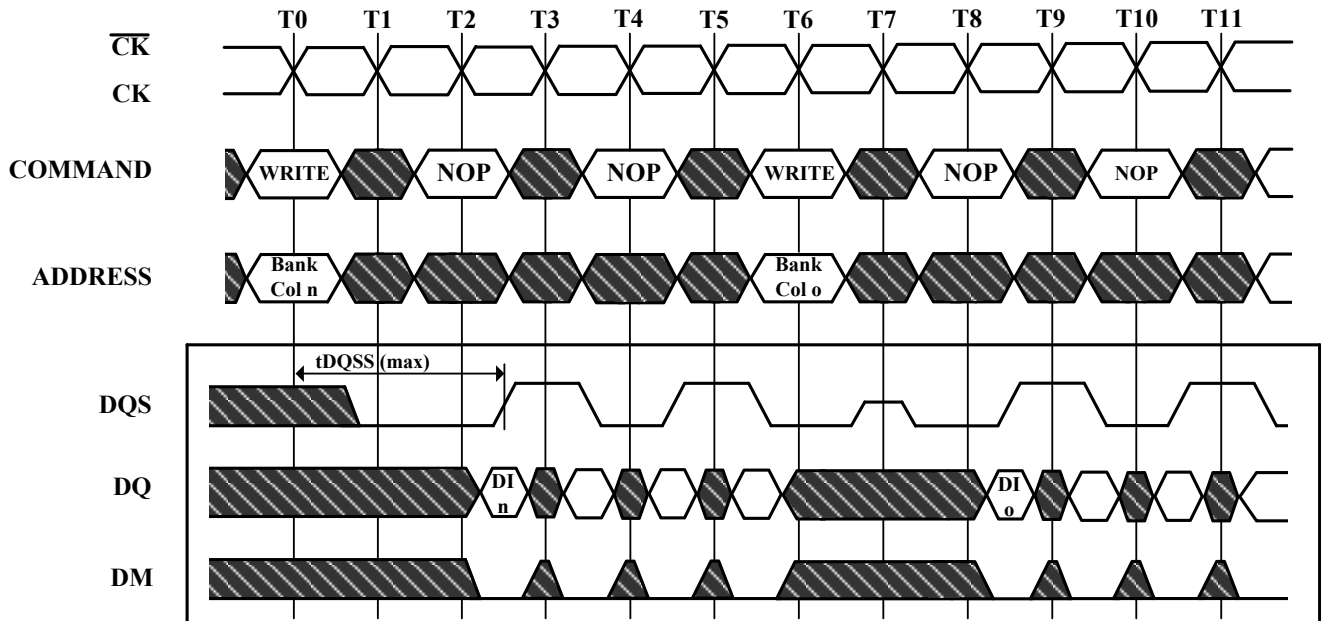 T0 T1 T2 T3 T4 T5 T6 T7 T8 T9 T10 T11
CK
CK
COMMAND
WRITE NOP NOP WRITE NOP NOP
ADDRESS
Bank
Col n
Bank
Col o
tDQSS (max)
DQS
DQ
DI
n
DI
o
DM